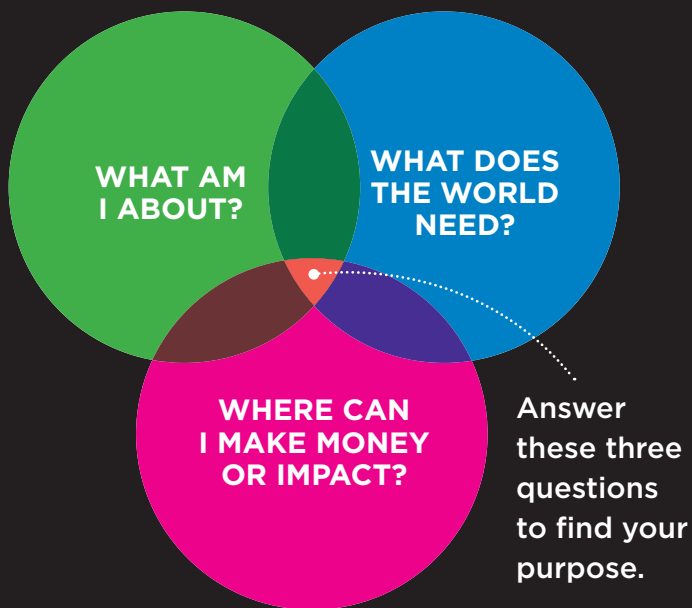 WHAT AM
I ABOUT?
WHAT DOES
THE WORLD
NEED?
WHERE CAN
I MAKE MONEY
OR IMPACT?
Answer
these three
questions
to find your
purpose.